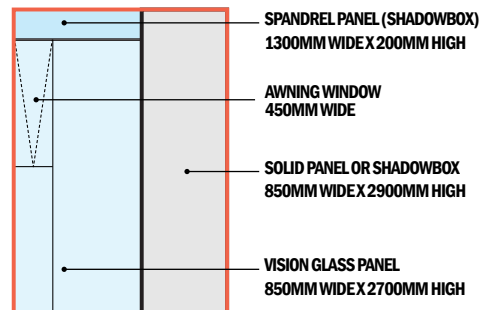 SPANDREL PANEL (SHADOWBOX)
1300MM WIDE X 200MM HIGH
AWNING WINDOW
450MM WIDE
SOLID PANEL OR SHADOWBOX
850MM WIDE X 2900MM HIGH
VISION GLASS PANEL
850MM WIDE X 2700MM HIGH